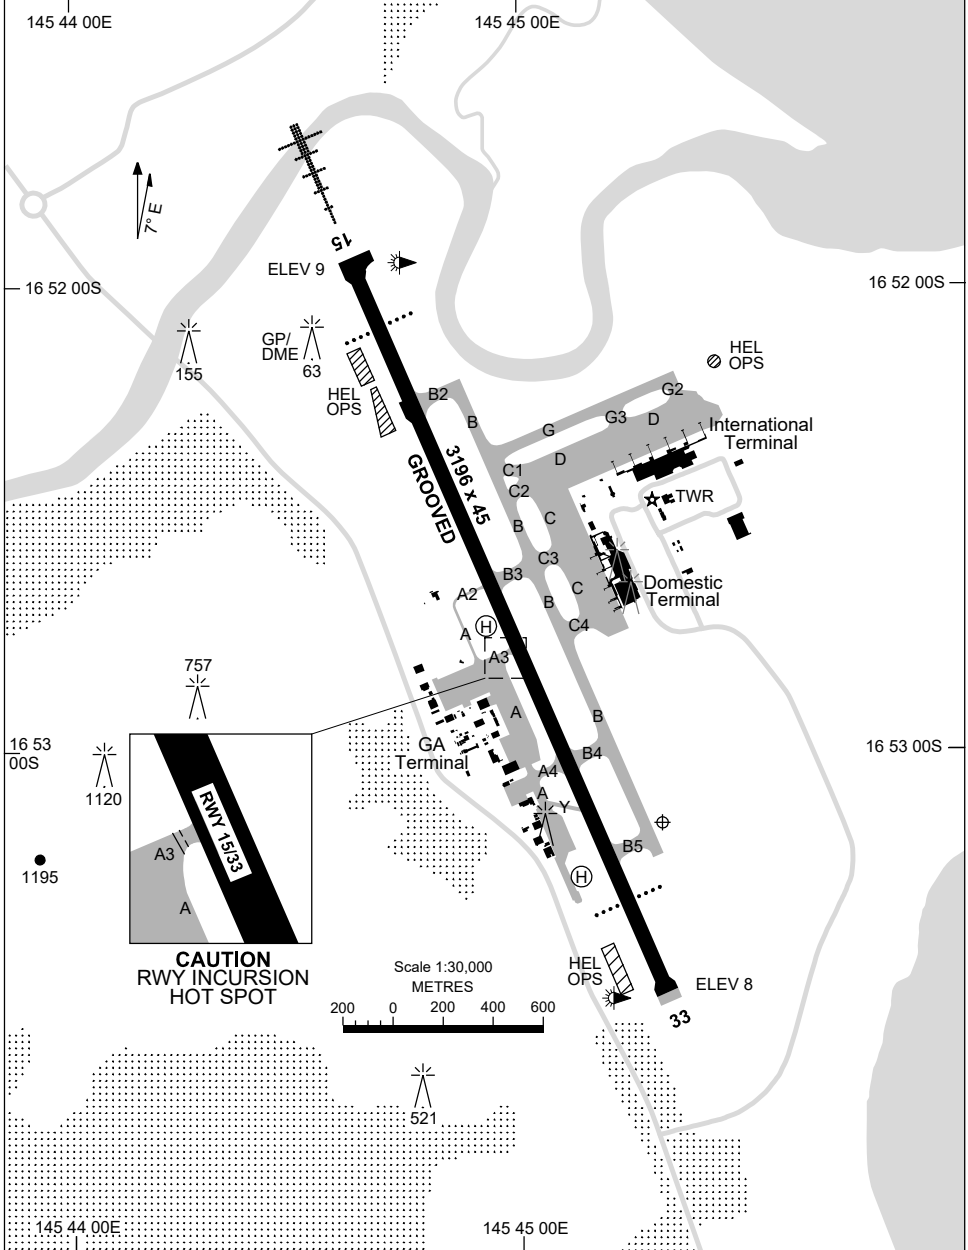 145 44 00E
145 45 00E
7° E
15
ELEV 9
16 52 00S
16 52 00S
GP/
DME
63
155
HEL
OPS
HEL
OPS
B2
G2
B
G
G3
D
International
Terminal
D
C1
C2
3196 x 45
GROOVED
TWR
B
C
C3
B3
A2
C
B
Domestic
Terminal
H
A
C4
A3
757
A
B
GA
Terminal
16 53
00S
16 53 00S
B4
A4
A
Y
1120
RWY 15/33
A3
A
B5
1195
H
CAUTION
RWY INCURSION
HOT SPOT
HEL
OPS
ELEV 8
33
Scale 1:30,000
METRES
200 0 200 400 600
521
145 44 00E
145 45 00E